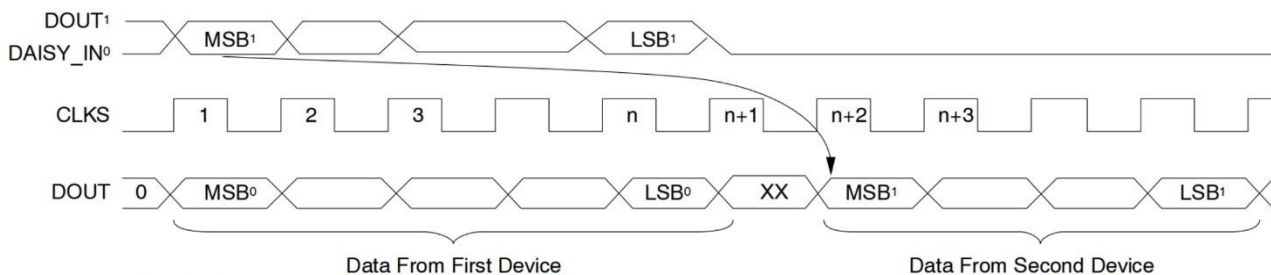 DOUT¹ MSB¹ LSB¹
DAISY_IN⁰
CLKS 1 2 3 n n+1 n+2 n+3
DOUT 0 MSB⁰ LSB⁰ XX MSB¹ LSB¹
Data From First Device Data From Second Device